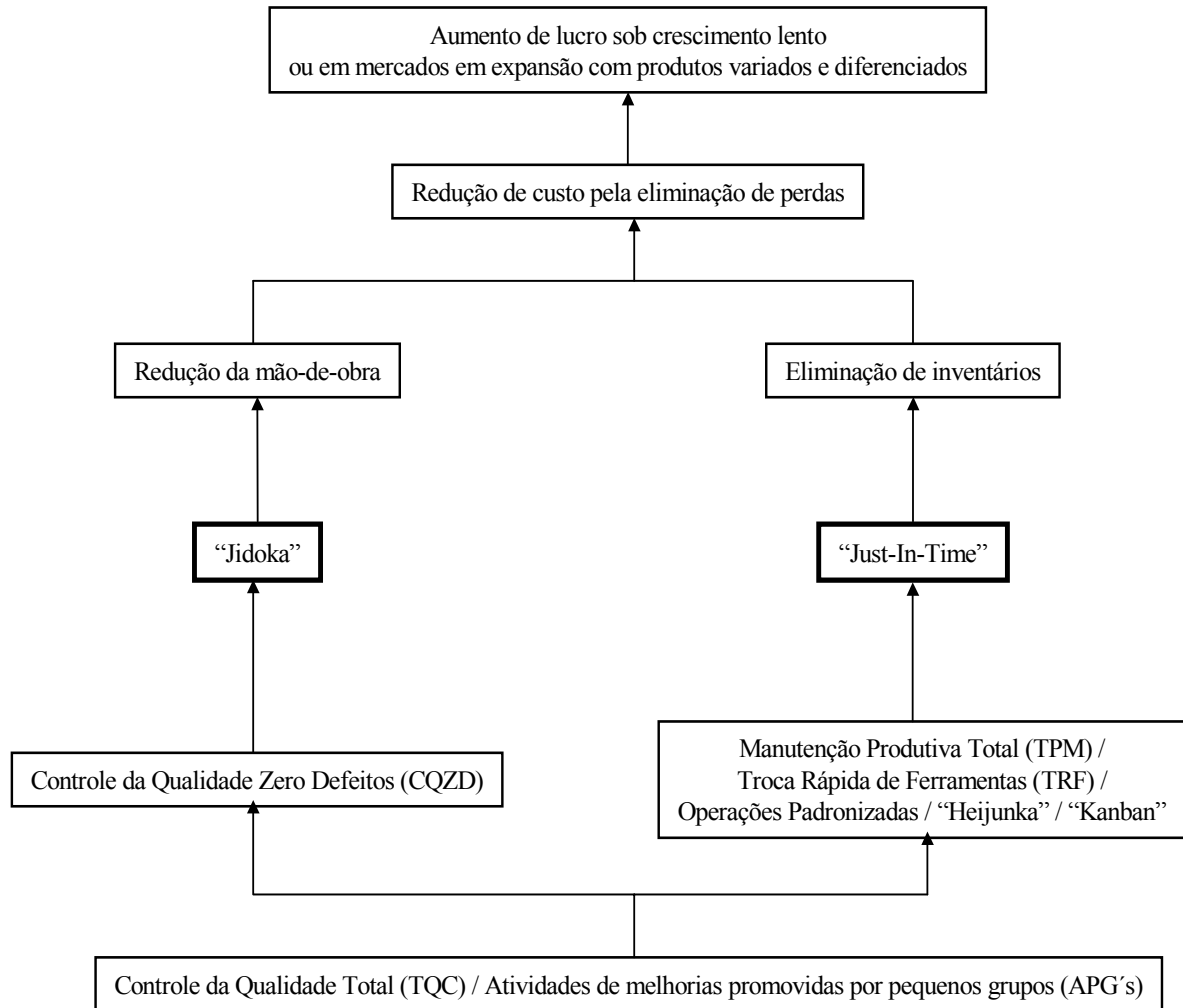 Aumento de lucro sob crescimento lento
ou em mercados em expansão com produtos variados e diferenciados
Redução de custo pela eliminação de perdas
Redução da mão-de-obra
Eliminação de inventários
“Jidoka”
“Just-In-Time”
Controle da Qualidade Zero Defeitos (CQZD)
Manutenção Produtiva Total (TPM) /
Troca Rápida de Ferramentas (TRF) /
Operações Padronizadas / “Heijunka” / “Kanban”
Controle da Qualidade Total (TQC) / Atividades de melhorias promovidas por pequenos grupos (APG´s)